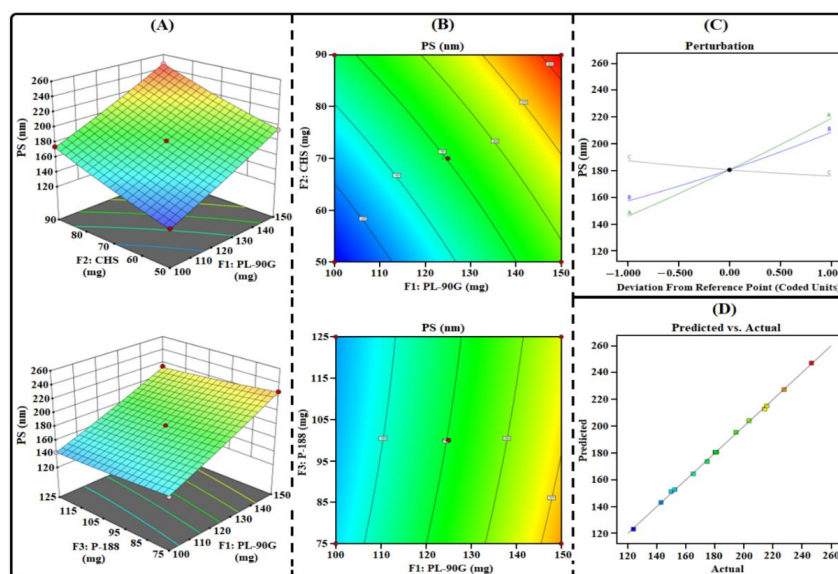 (A)
260
240
220
200
180
160
140
120
PS (nm)
90
80
70
60
50
F2: CHS
(mg)
100
110
120
130
140
150
F1: PL-90G
(mg)
260
240
220
200
180
160
140
120
PS (nm)
125
115
105
95
85
75
F3: P-188
(mg)
100
110
120
130
140
150
F1: PL-90G
(mg)
(B)
PS (nm)
90
80
70
60
50
F2: CHS (mg)
100
110
120
130
140
150
F1: PL-90G (mg)
PS (nm)
125
115
105
95
85
75
F3: P-188
(mg)
100
110
120
130
140
150
F1: PL-90G (mg)
(C)
Perturbation
260
240
220
200
180
160
140
120
PS (nm)
A
B
C
C
B
A
−1.000
−0.500
0.00
0.500
1.000
Deviation From Reference Point (Coded Units)
(D)
Predicted vs. Actual
260
240
220
200
180
160
140
120
Predicted
120
140
160
180
200
220
240
260
Actual